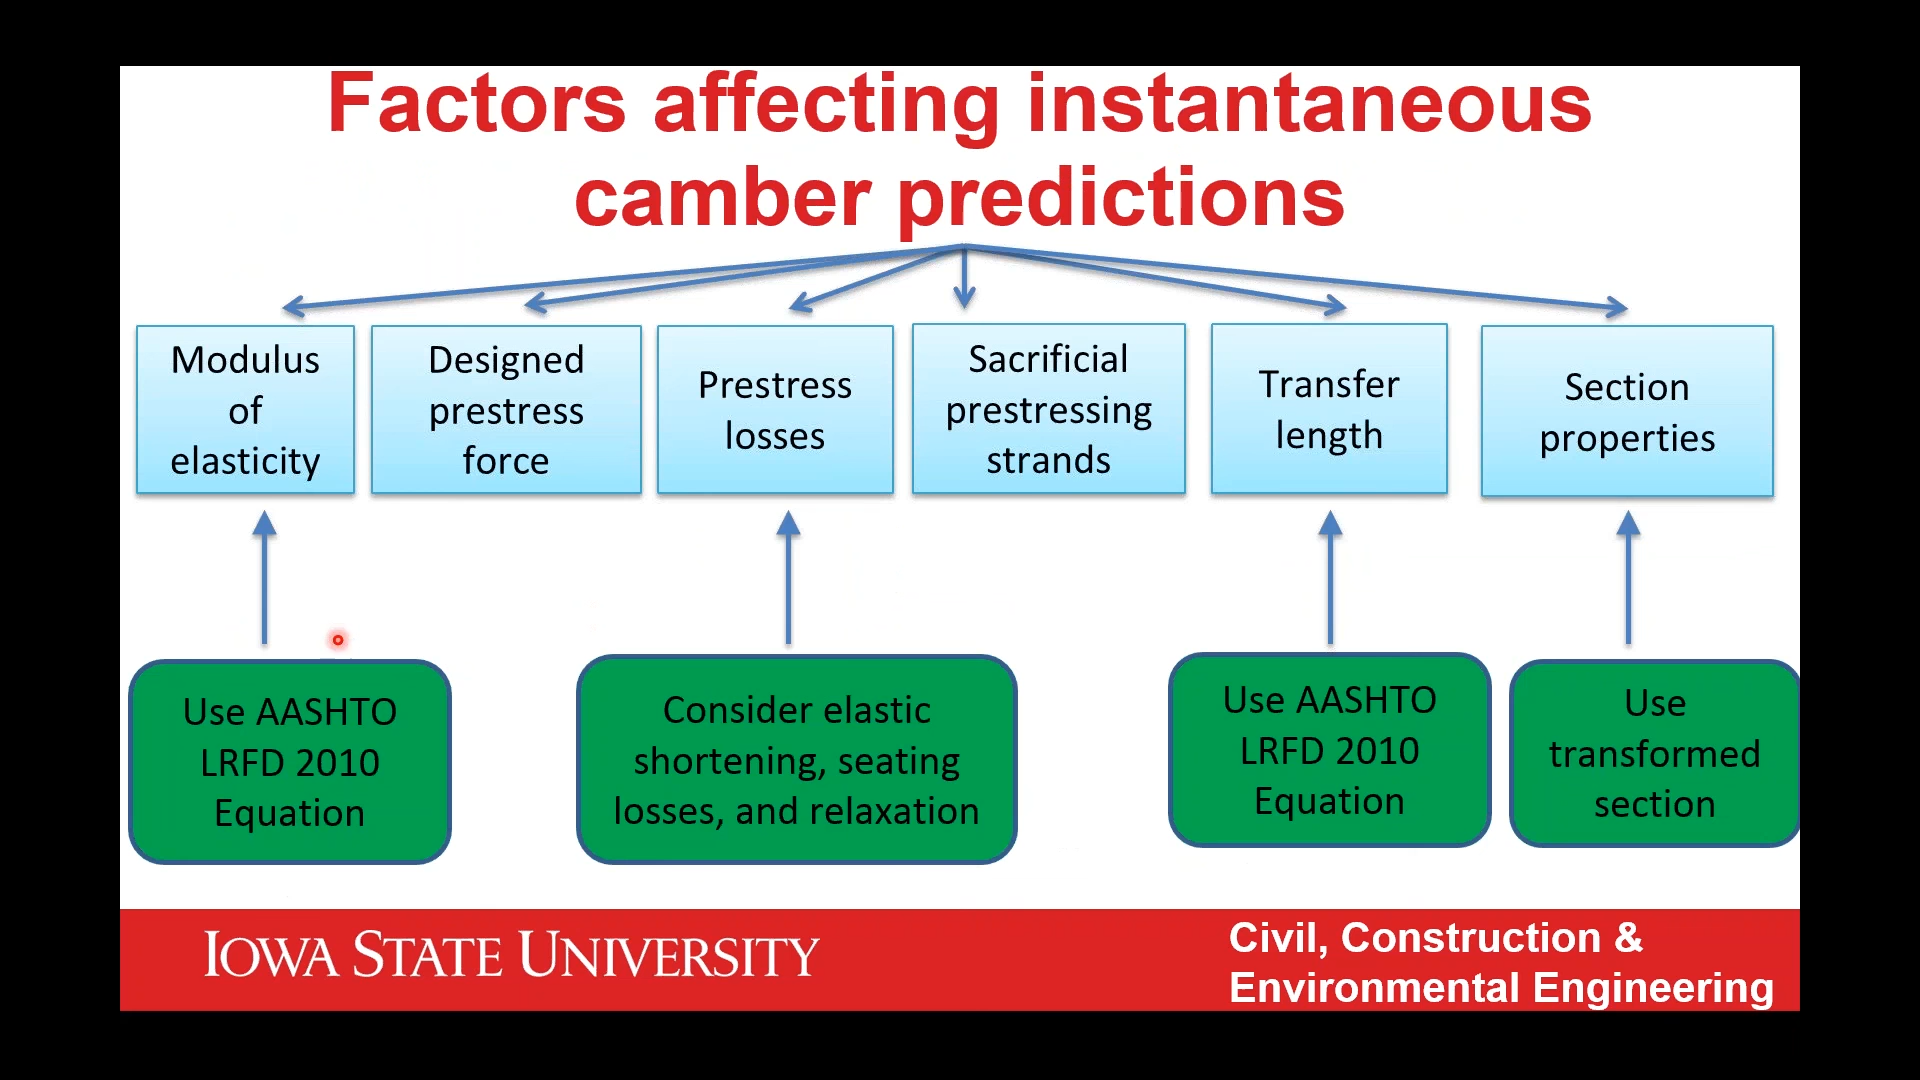 Factors affecting instantaneous
camber predictions
Modulus
of
elasticity
Designed
prestress
force
Prestress
losses
Sacrificial
prestressing
strands
Transfer
length
Section
properties
Use AASHTO
LRFD 2010
Equation
Consider elastic
shortening, seating
losses, and relaxation
Use AASHTO
LRFD 2010
Equation
Use
transformed
section
IOWA STATE UNIVERSITY
Civil, Construction &
Environmental Engineering